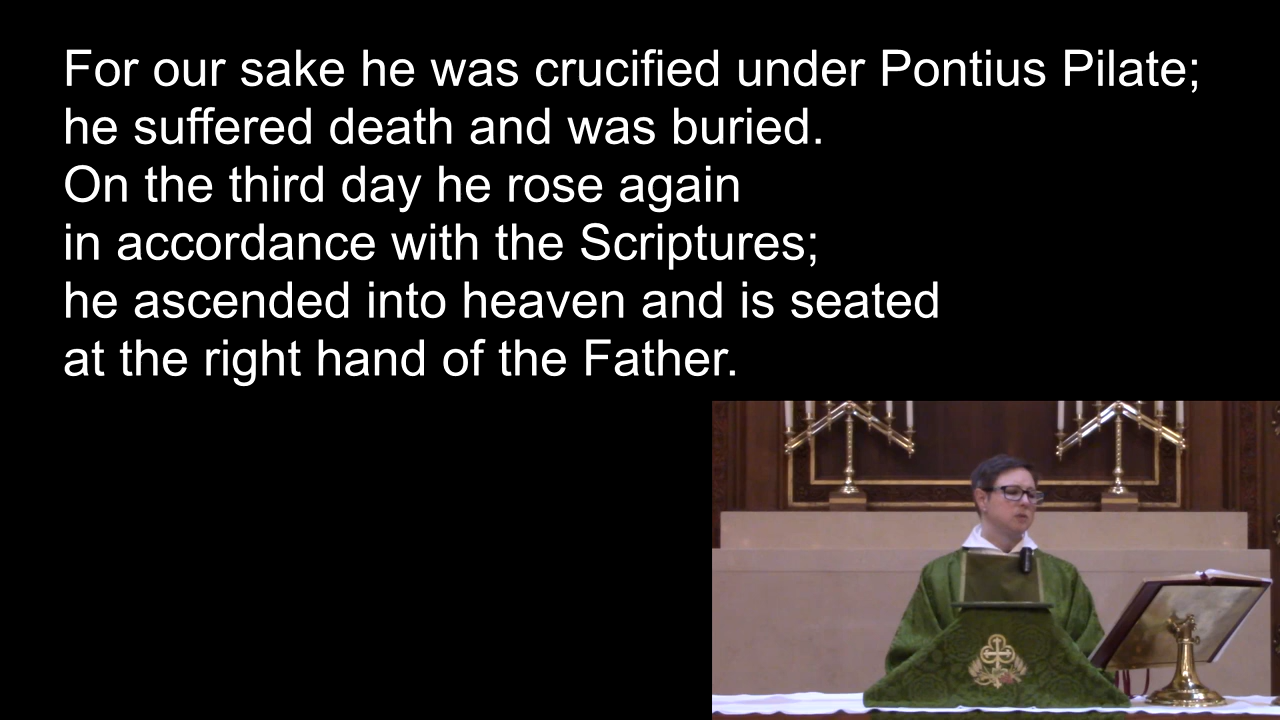 For our sake he was crucified under Pontius Pilate;
he suffered death and was buried.
On the third day he rose again
in accordance with the Scriptures;
he ascended into heaven and is seated
at the right hand of the Father.